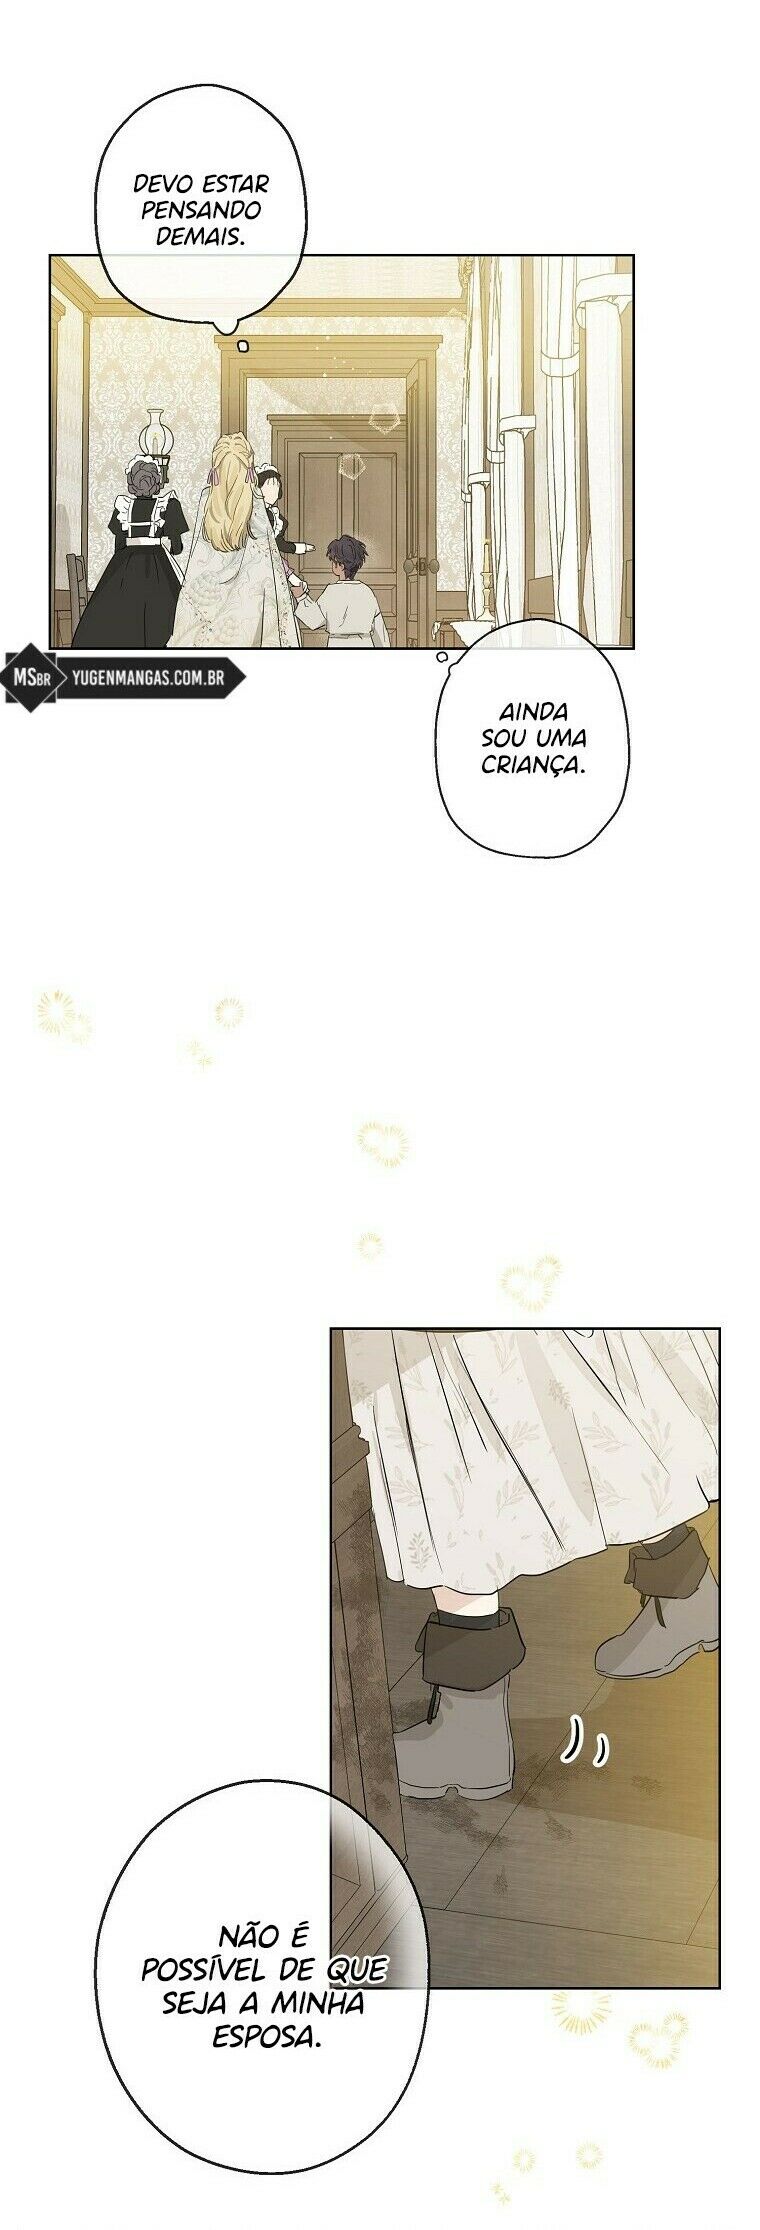 DEVO ESTAR
PENSANDO
DEMAIS.
MSBR YUGENMANGAS.COM.BR
AINDA
SOU UMA
CRIANÇA.
NÃO É
POSSÍVEL DE QUE
SEJA A MINHA
ESPOSA.